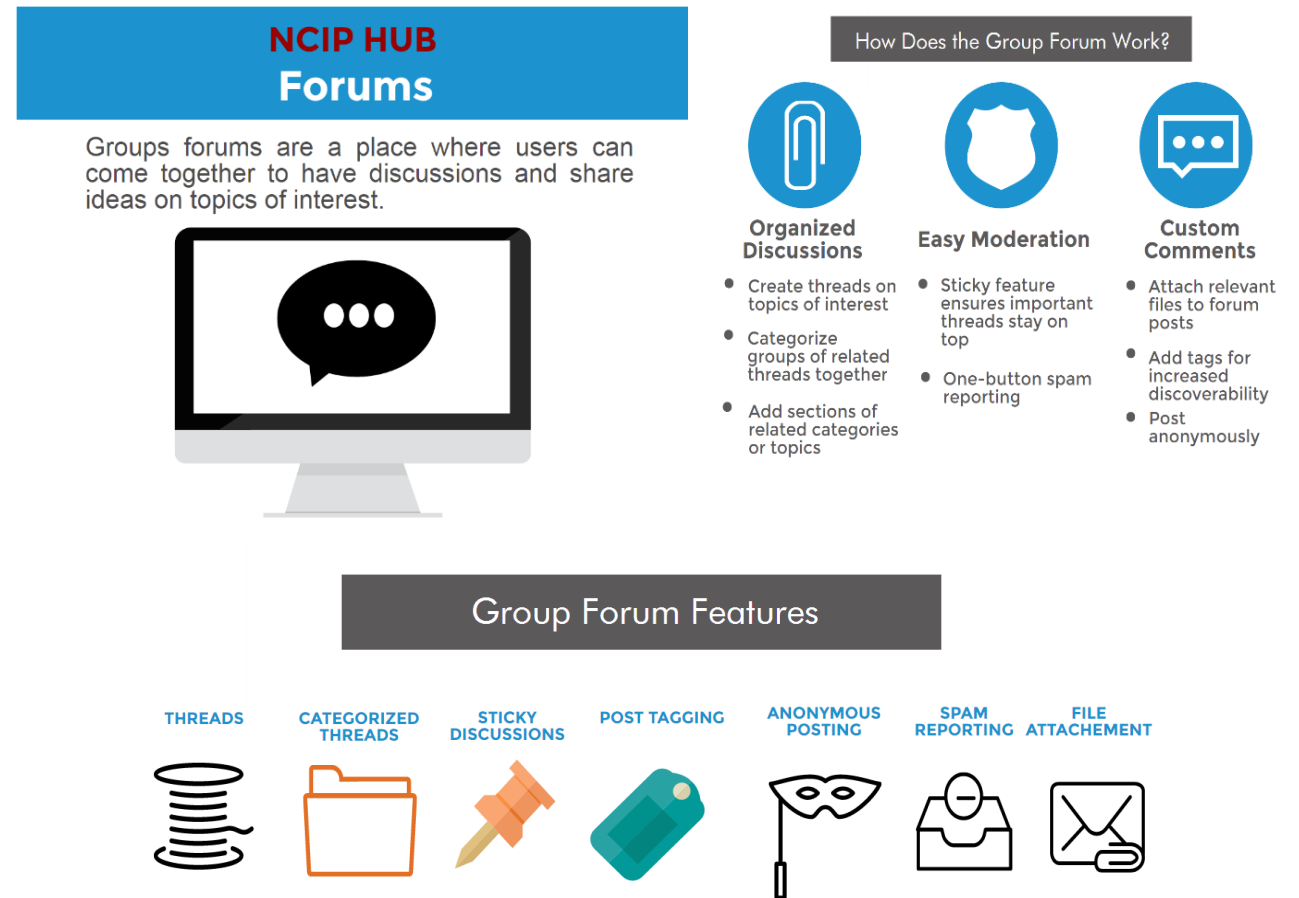 NCIP HUB
Forums
Groups forums are a place where users can
come together to have discussions and share
ideas on topics of interest.
How Does the Group Forum Work?
Organized
Discussions
Create threads on
topics of interest
Categorize
groups of related
threads together
Add sections of
related categories
or topics
Easy Moderation
Sticky feature
ensures important
threads stay on
top
One-button spam
reporting
Custom
Comments
Attach relevant
files to forum
posts
Add tags for
increased
discoverability
Post
anonymously
Group Forum Features
THREADS
CATEGORIZED
THREADS
STICKY
DISCUSSIONS
POST TAGGING
ANONYMOUS
POSTING
SPAM
REPORTING
FILE
ATTACHEMENT